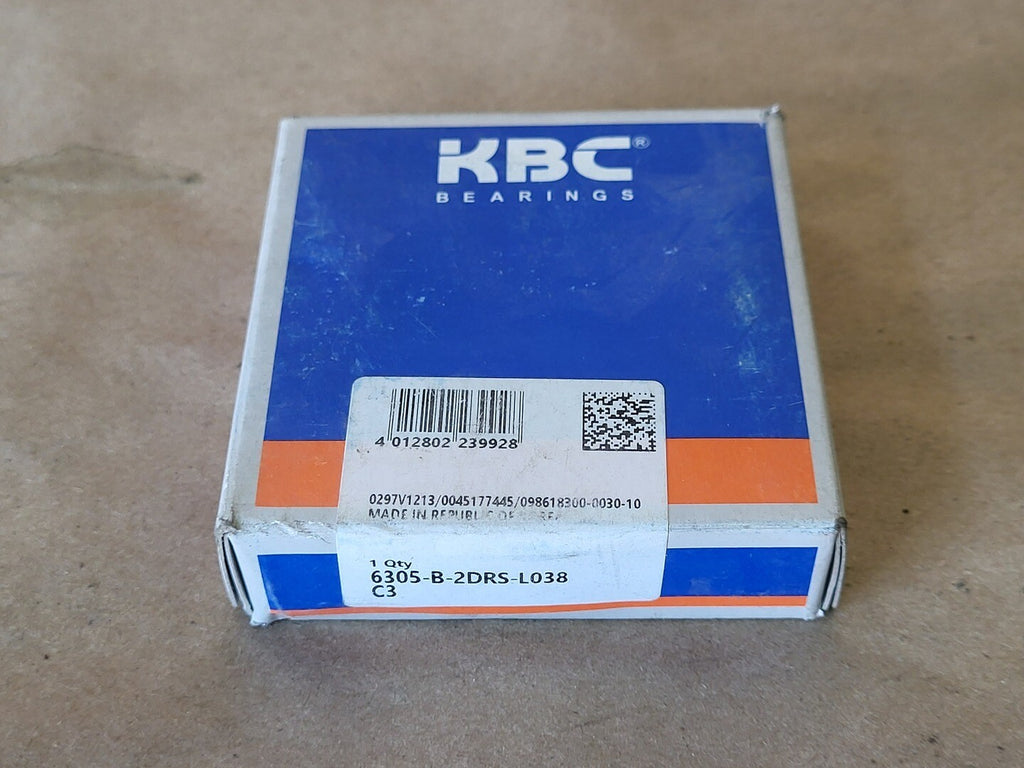 KBC®
BEARINGS
4 012802 239928
0297V1213/0045177445/098618300-0030-10
MADE IN REPUBLIC OF KOREA
1 Qty
6305-B-2DRS-L038
C3